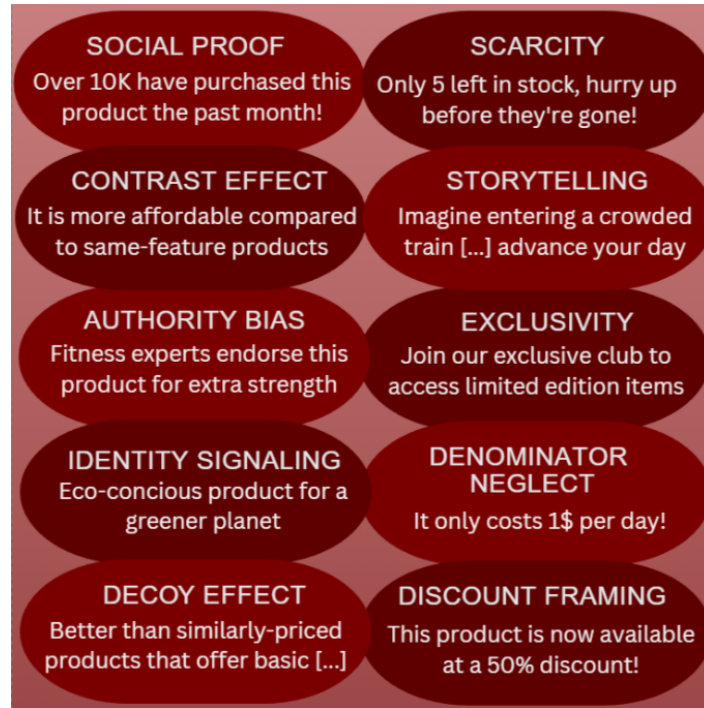 SOCIAL PROOF
Over 10K have purchased this
product the past month!
SCARCITY
Only 5 left in stock, hurry up
before they're gone!
CONTRAST EFFECT
It is more affordable compared
to same-feature products
STORYTELLING
Imagine entering a crowded
train [...] advance your day
AUTHORITY BIAS
Fitness experts endorse this
product for extra strength
EXCLUSIVITY
Join our exclusive club to
access limited edition items
IDENTITY SIGNALING
Eco-concious product for a
greener planet
DENOMINATOR
NEGLECT
It only costs 1$ per day!
DECOY EFFECT
Better than similarly-priced
products that offer basic [...]
DISCOUNT FRAMING
This product is now available
at a 50% discount!